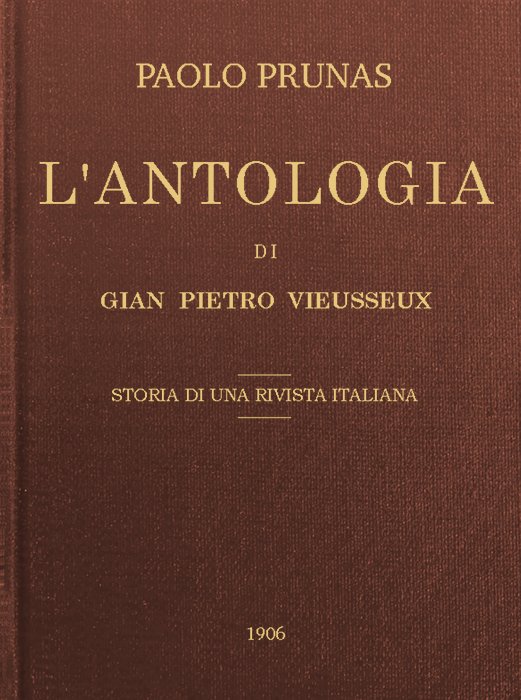 PAOLO PRUNAS
L'ANTOLOGIA
DI
GIAN PIETRO VIEUSSEUX
STORIA DI UNA RIVISTA ITALIANA
1906